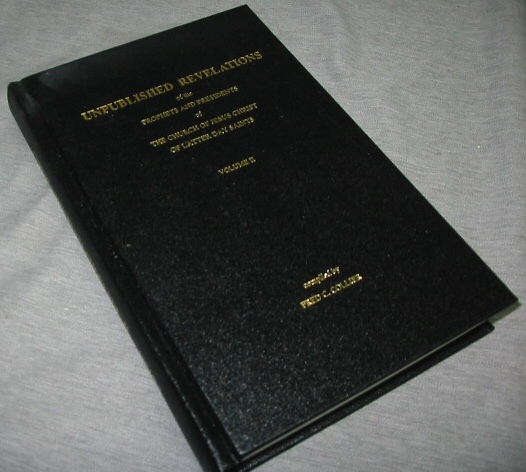 UNPUBLISHED REVELATIONS
of the
PROPHETS AND PRESIDENTS
of
THE CHURCH OF JESUS CHRIST
OF LATTER DAY SAINTS
VOLUME II
compiled by
FRED C. COLLIER